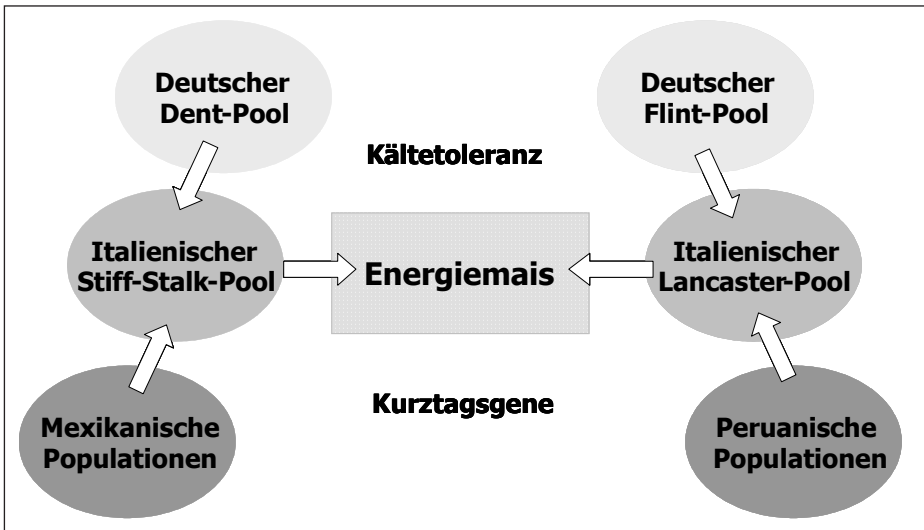 Deutscher
Dent-Pool
Deutscher
Flint-Pool
Kältetoleranz
Italienischer
Stiff-Stalk-Pool
Energiemais
Italienischer
Lancaster-Pool
Kurztagsgene
Mexikanische
Populationen
Peruanische
Populationen